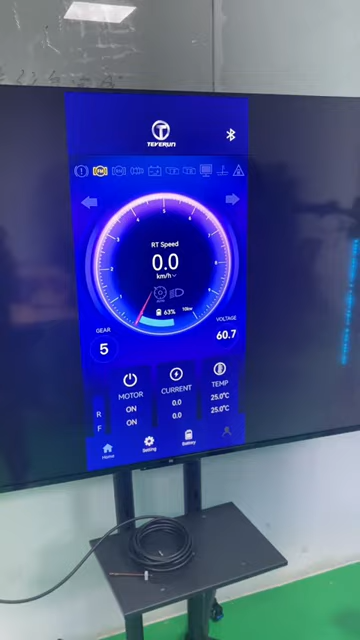 TEVERUN
RT Speed
0.0
km/h
63%
GEAR
5
VOLTAGE
60.7
MOTOR
CURRENT
TEMP
R
ON
0.0
25.0℃
F
ON
0.0
25.0℃
Home
Setting
Battery